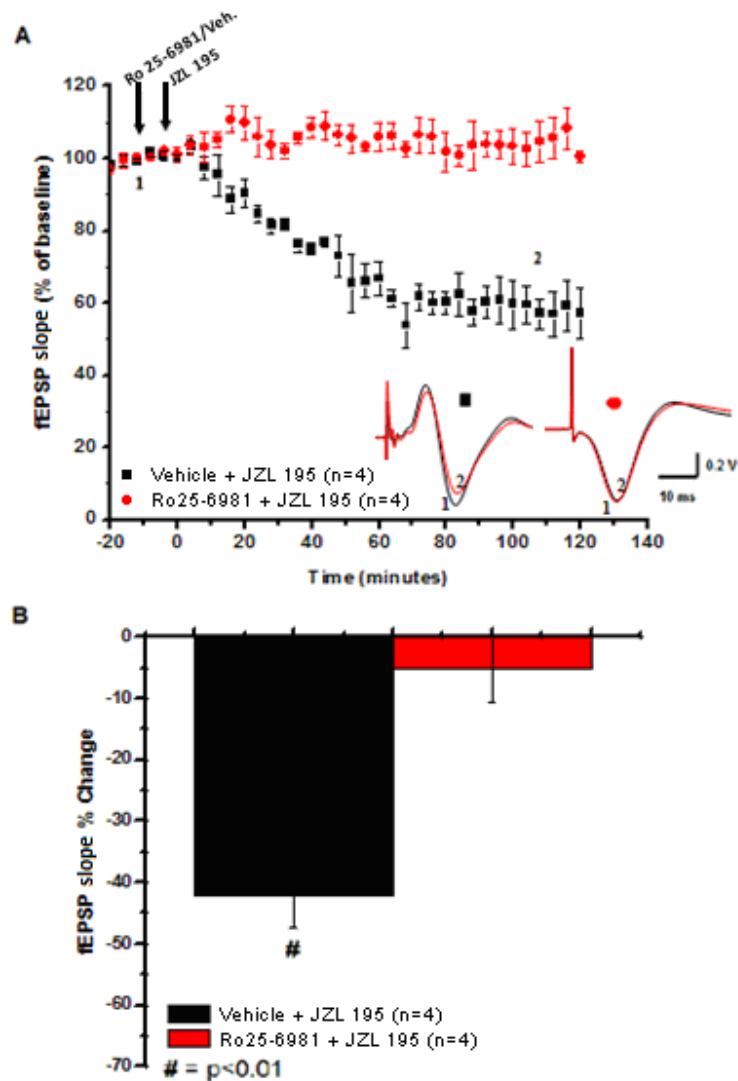 A
Ro 25-6981/Veh.
JZL 195
120
100
80
60
40
20
0
fEPSP slope (% of baseline)
1
2
1
2
1
2
0.2 V
10 ms
Vehicle + JZL 195 (n=4)
Ro25-6981 + JZL 195 (n=4)
-20 0 20 40 60 80 100 120 140
Time (minutes)
B
0
-10
-20
-30
-40
-50
-60
-70
fEPSP slope % Change
#
Vehicle + JZL 195 (n=4)
Ro25-6981 + JZL 195 (n=4)
# = p<0.01